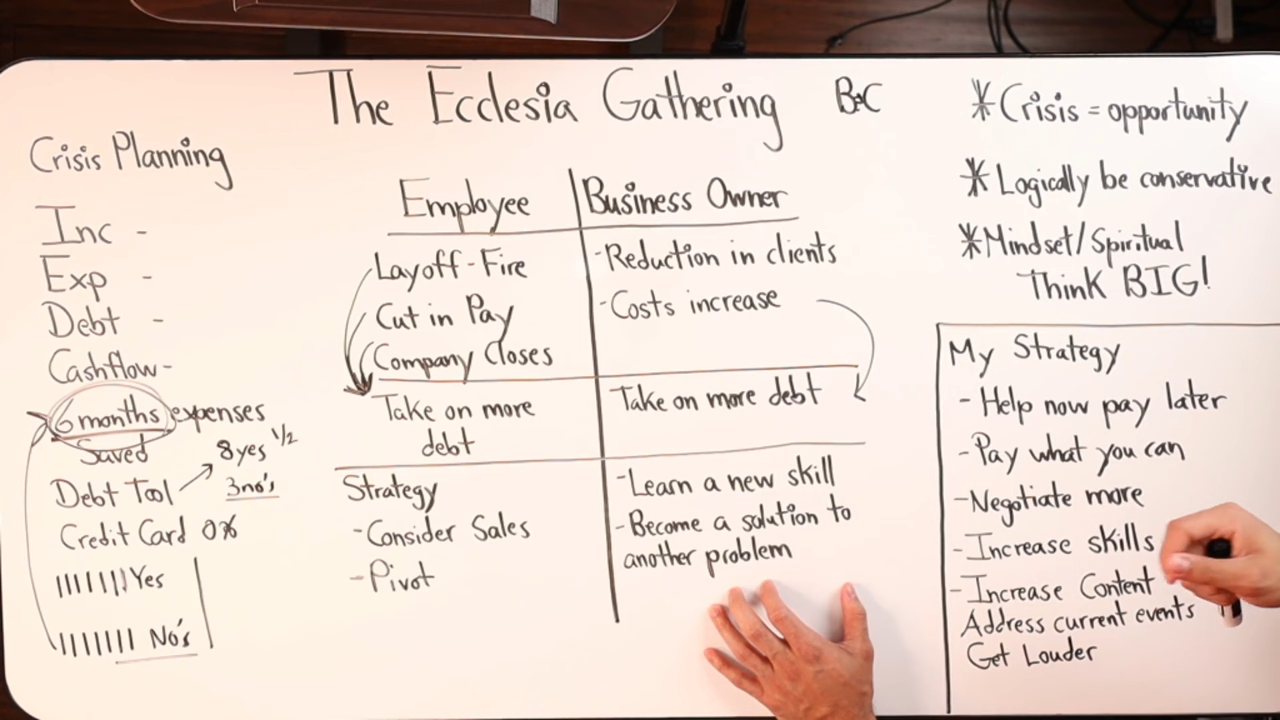 The Ecclesia Gathering B&C
Crisis Planning
Inc -
Exp -
Debt -
Cashflow -
6 months expenses
Saved
8 yes 1/2
3 no's
Debt Tool
Credit Card 0%
Yes
No's
Employee
Layoff - Fire
Cut in Pay
Company Closes
Take on more
debt
Strategy
- Consider Sales
- Pivot
Business Owner
- Reduction in clients
- Costs increase
Take on more debt
- Learn a new skill
- Become a solution to
another problem
* Crisis = opportunity
* Logically be conservative
* Mindset/Spiritual
Think BIG!
My Strategy
- Help now pay later
- Pay what you can
- Negotiate more
- Increase skills
- Increase Content
Address current events
Get Louder